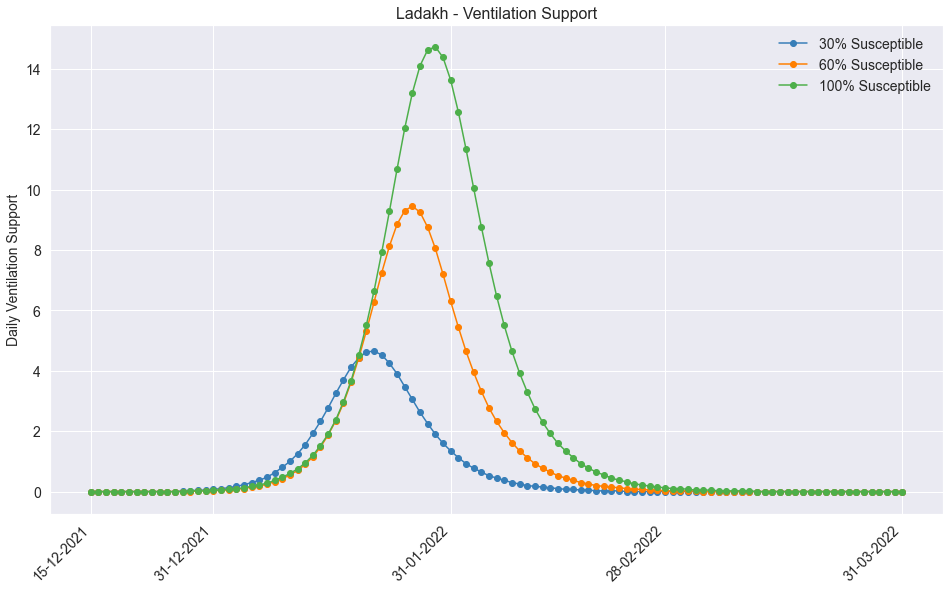 Ladakh - Ventilation Support
30% Susceptible
60% Susceptible
100% Susceptible
Daily Ventilation Support
14
12
10
8
6
4
2
0
15-12-2021
31-12-2021
31-01-2022
28-02-2022
31-03-2022